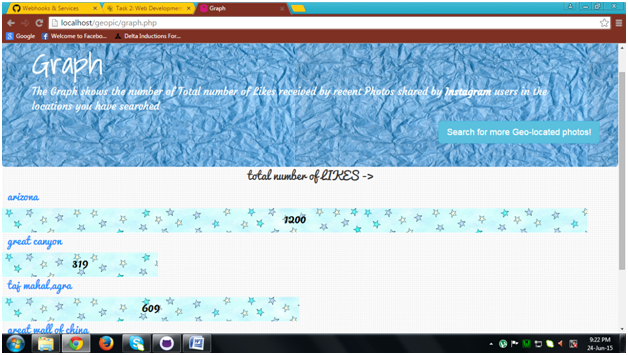 Webhooks & Services
Task 2: Web Developmen
Graph
localhost/geopic/graph.php
Google
Welcome to Facebo...
Delta Inductions For...
Graph
The Graph shows the number of Total number of Likes received by recent Photos shared by Instagram users in the
locations you have searched
Search for more Geo-located photos!
total number of LIKES ->
arizona
1200
great canyon
319
taj mahal,agra
609
great wall of china
9:22 PM
24-Jun-15